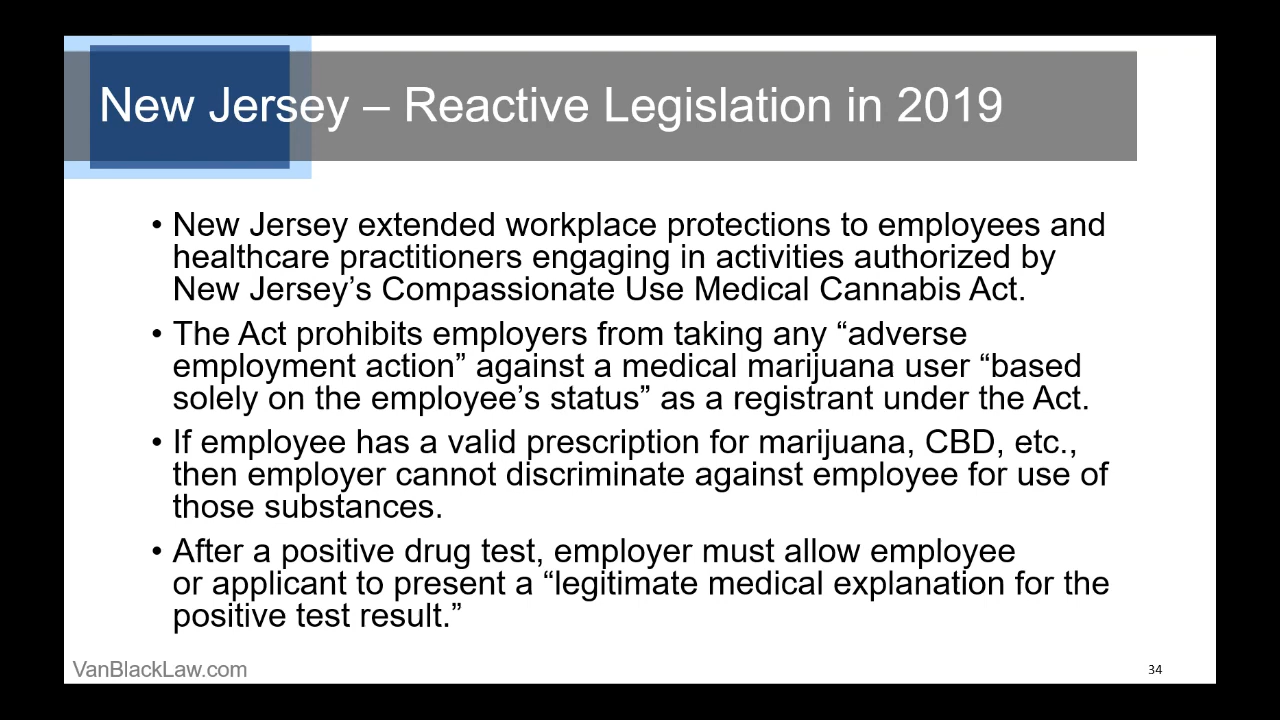 New Jersey – Reactive Legislation in 2019
• New Jersey extended workplace protections to employees and
healthcare practitioners engaging in activities authorized by
New Jersey’s Compassionate Use Medical Cannabis Act.
• The Act prohibits employers from taking any “adverse
employment action” against a medical marijuana user “based
solely on the employee’s status” as a registrant under the Act.
• If employee has a valid prescription for marijuana, CBD, etc.,
then employer cannot discriminate against employee for use of
those substances.
• After a positive drug test, employer must allow employee
or applicant to present a “legitimate medical explanation for the
positive test result.”
VanBlackLaw.com
34